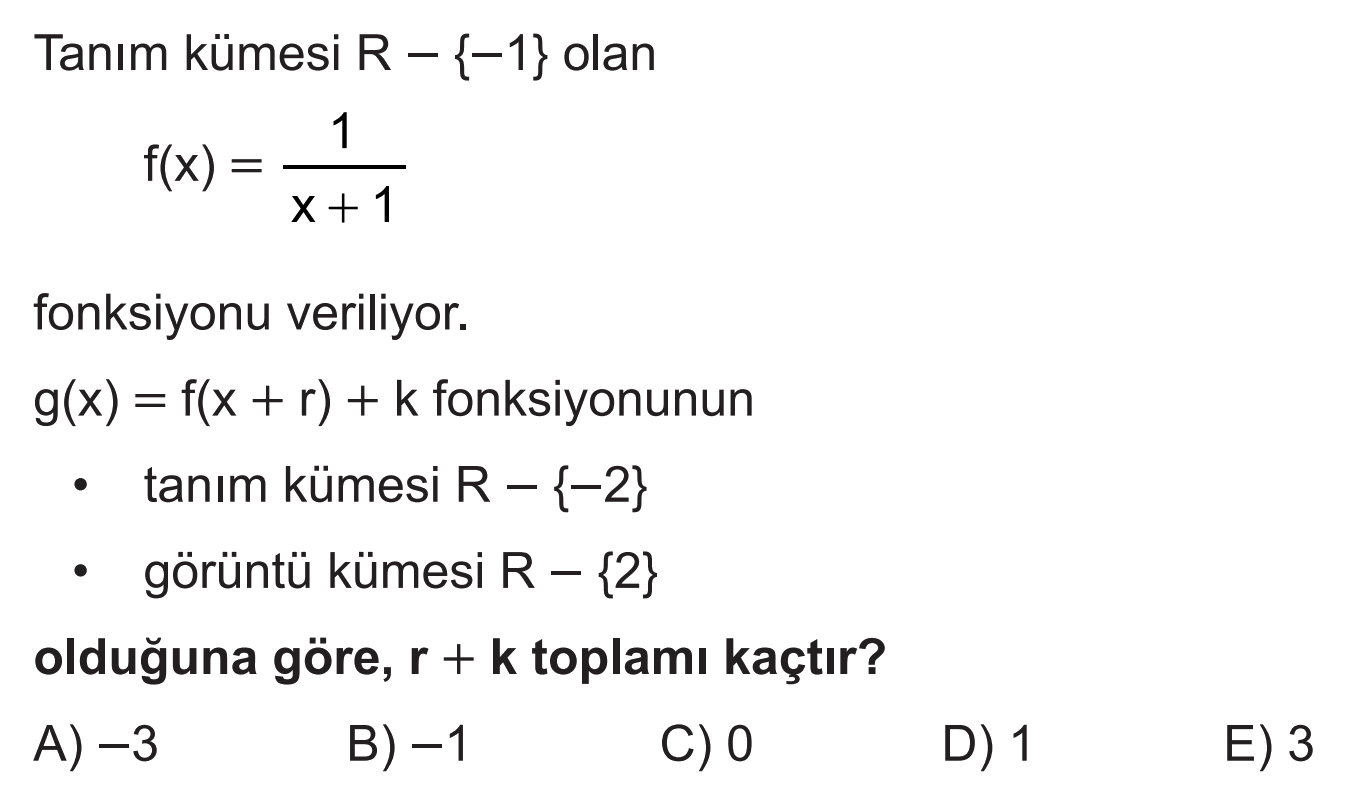 Tanım kümesi R – {–1} olan
f(x) = 1
x + 1
fonksiyonu veriliyor.
g(x) = f(x + r) + k fonksiyonunun
• tanım kümesi R – {–2}
• görüntü kümesi R – {2}
olduğuna göre, r + k toplamı kaçtır?
A) –3 B) –1 C) 0 D) 1 E) 3